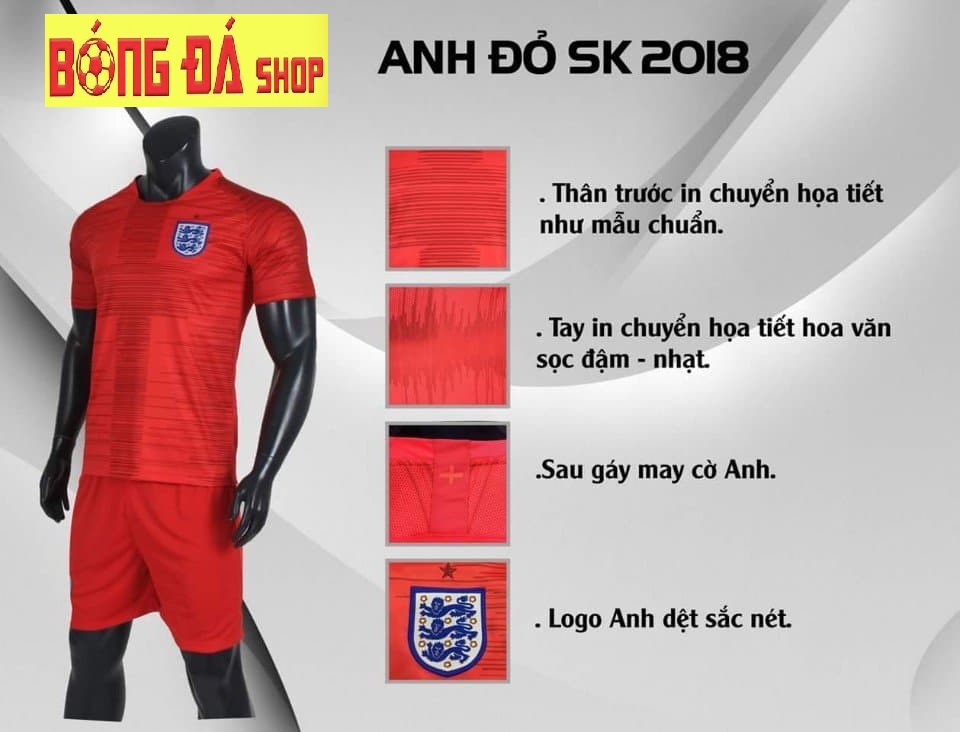 BÓNG ĐÁ SHOP
ANH ĐỎ SK 2018
. Thân trước in chuyển họa tiết
như mẫu chuẩn.
. Tay in chuyển họa tiết hoa văn
sọc đậm - nhạt.
.Sau gáy may cờ Anh.
. Logo Anh dệt sắc nét.